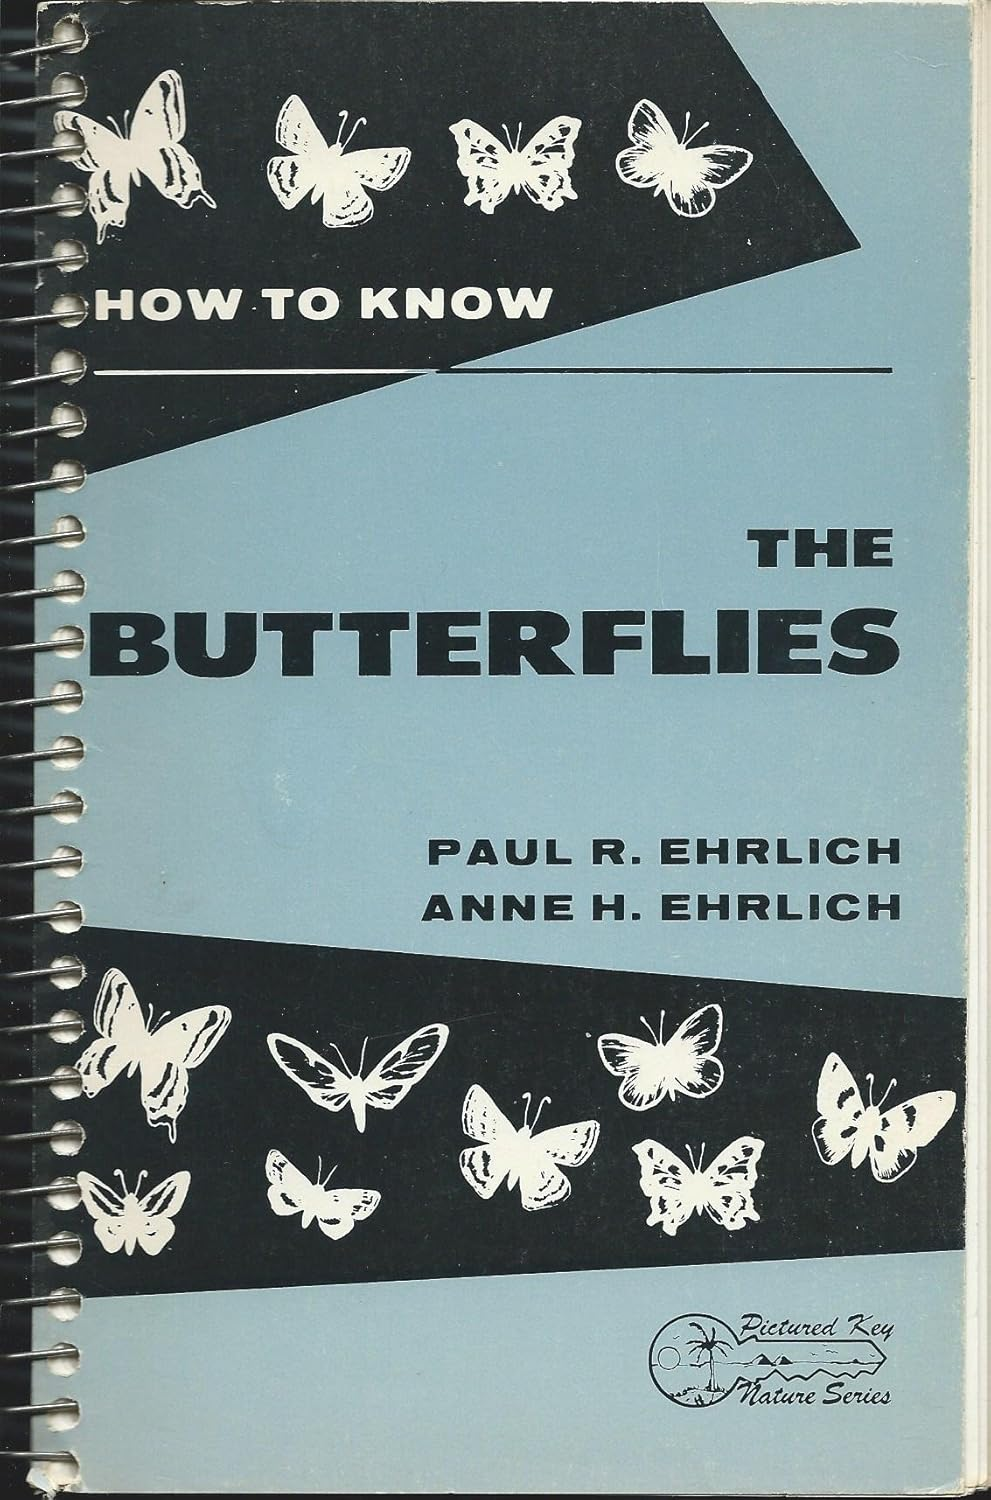 HOW TO KNOW
THE
BUTTERFLIES
PAUL R. EHRLICH
ANNE H. EHRLICH
Pictured Key
Nature Series